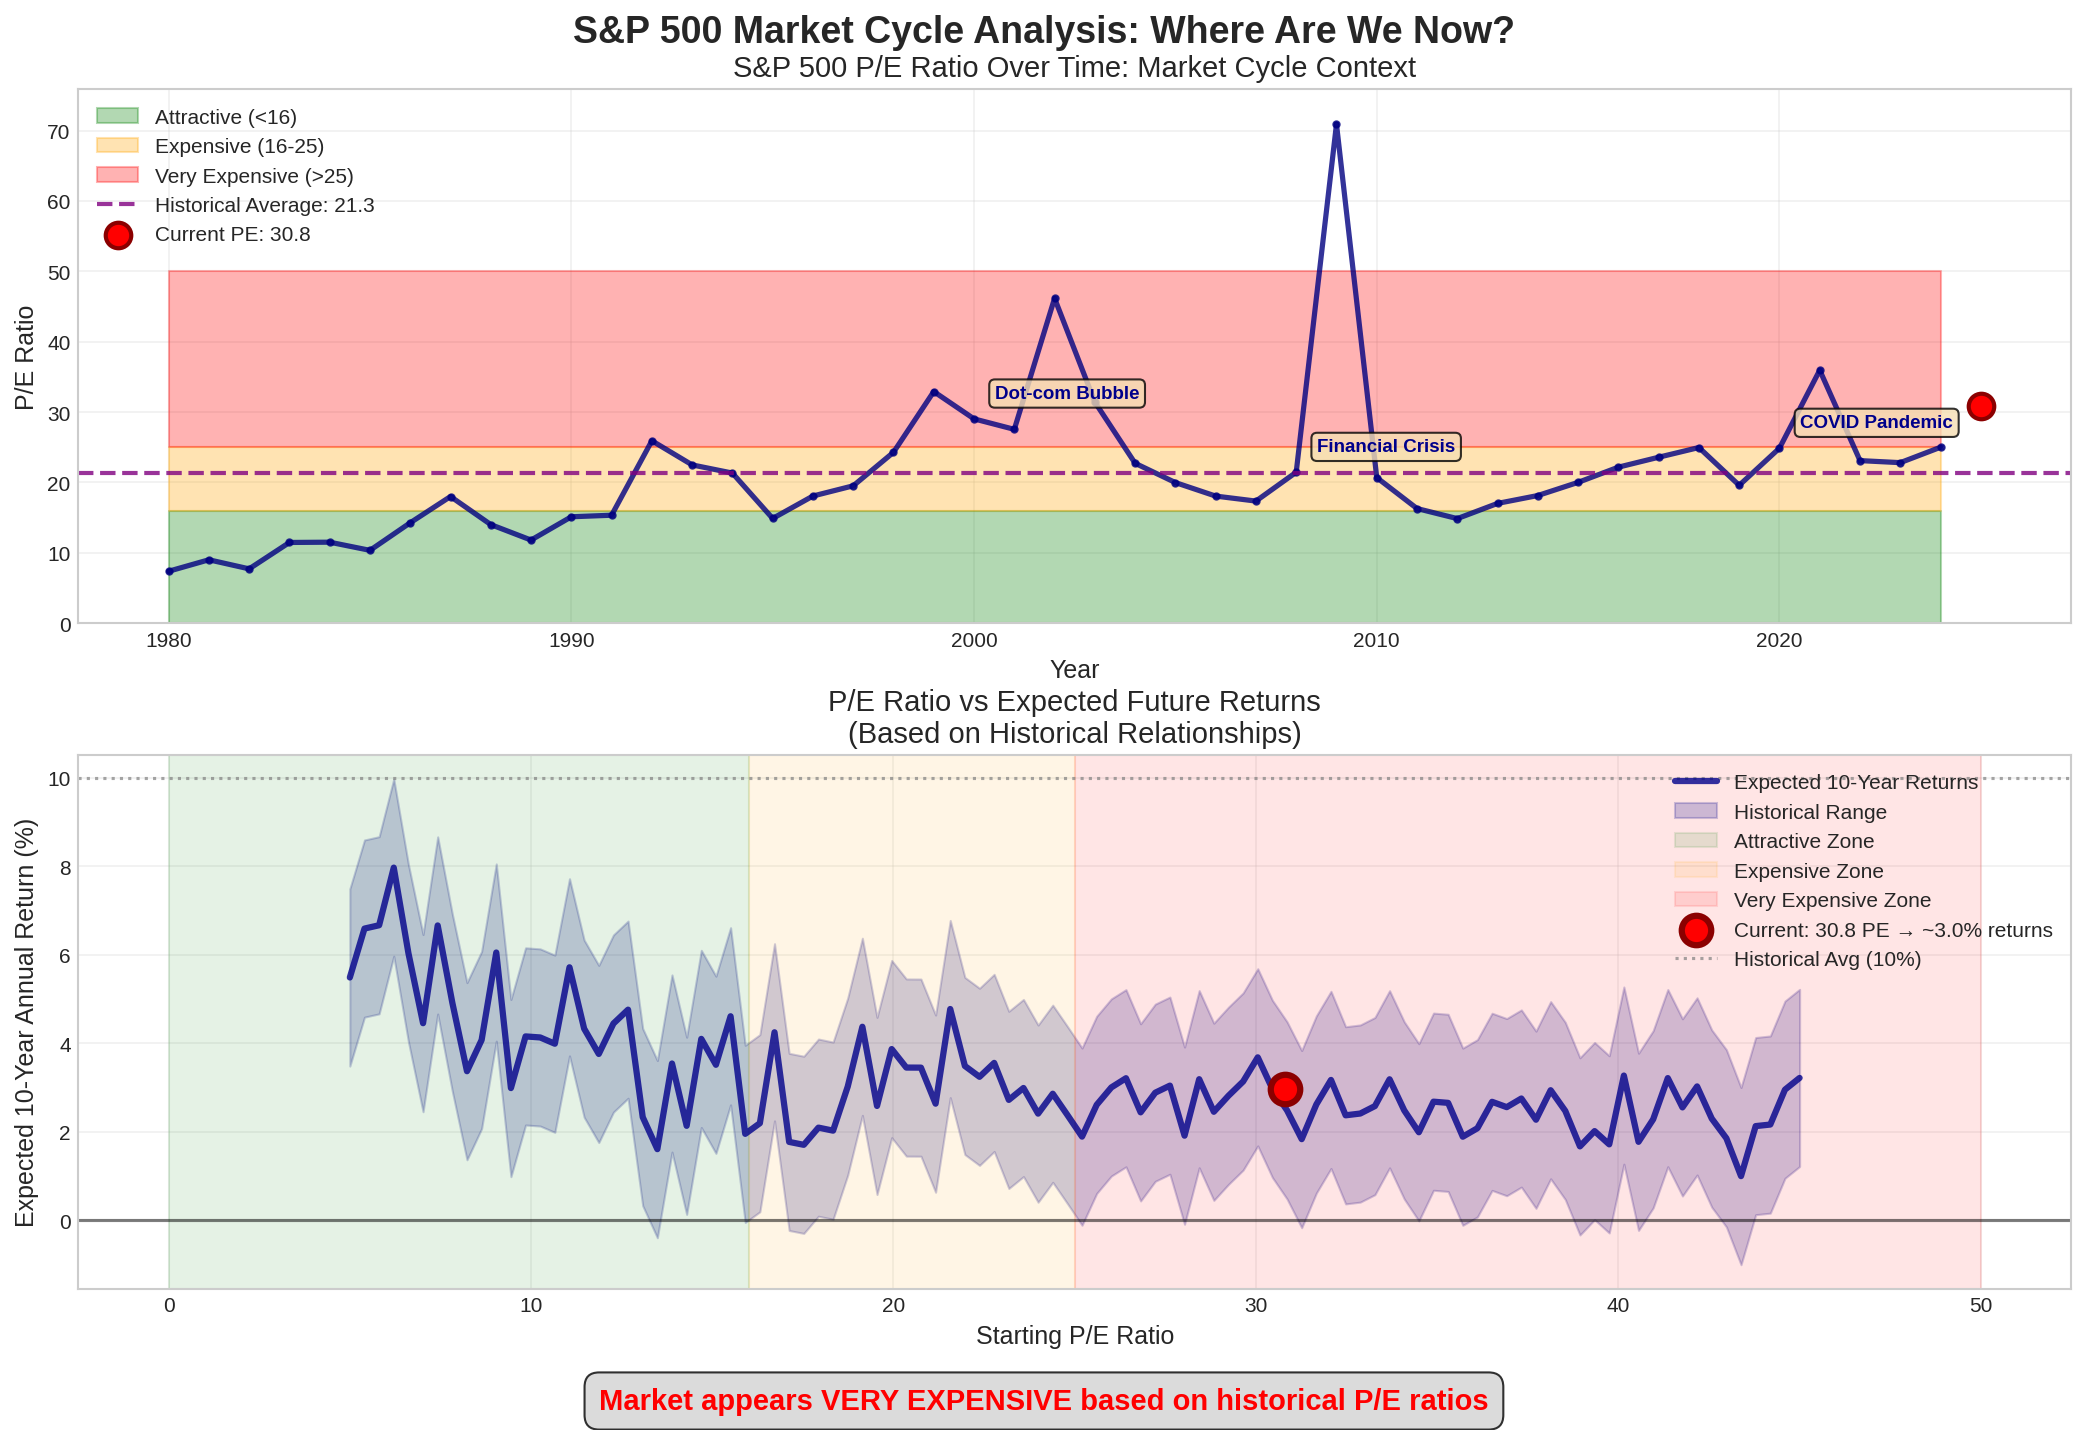 S&P 500 Market Cycle Analysis: Where Are We Now?
S&P 500 P/E Ratio Over Time: Market Cycle Context
Attractive (<16)
Expensive (16-25)
Very Expensive (>25)
Historical Average: 21.3
Current PE: 30.8
P/E Ratio
70
60
50
40
30
20
10
0
Dot-com Bubble
Financial Crisis
COVID Pandemic
1980
1990
2000
2010
2020
Year
P/E Ratio vs Expected Future Returns
(Based on Historical Relationships)
Expected 10-Year Returns
Historical Range
Attractive Zone
Expensive Zone
Very Expensive Zone
Current: 30.8 PE → ~3.0% returns
Historical Avg (10%)
Expected 10-Year Annual Return (%)
10
8
6
4
2
0
0
10
20
30
40
50
Starting P/E Ratio
Market appears VERY EXPENSIVE based on historical P/E ratios